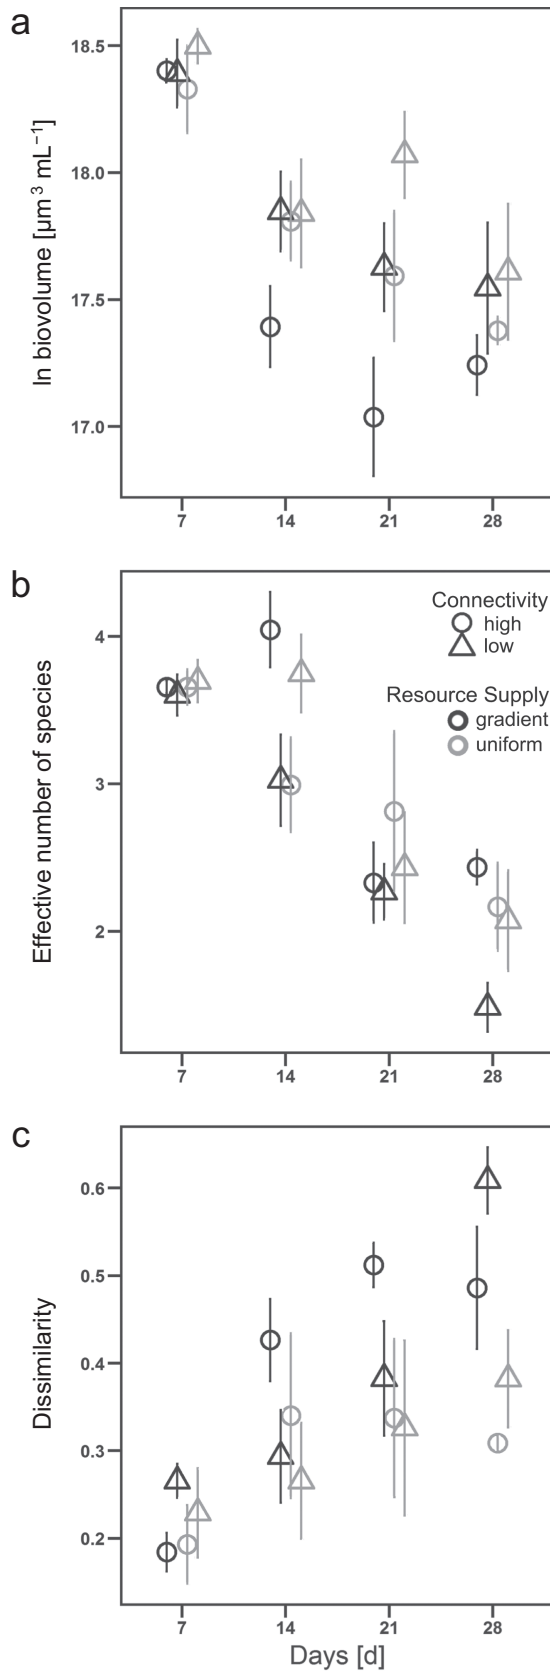 a
ln biovolume [µm³ mL⁻¹]
18.5
18.0
17.5
17.0
7 14 21 28
b
Effective number of species
4
3
2
Connectivity
high
low
Resource Supply
gradient
uniform
7 14 21 28
c
Dissimilarity
0.6
0.5
0.4
0.3
0.2
7 14 21 28
Days [d]